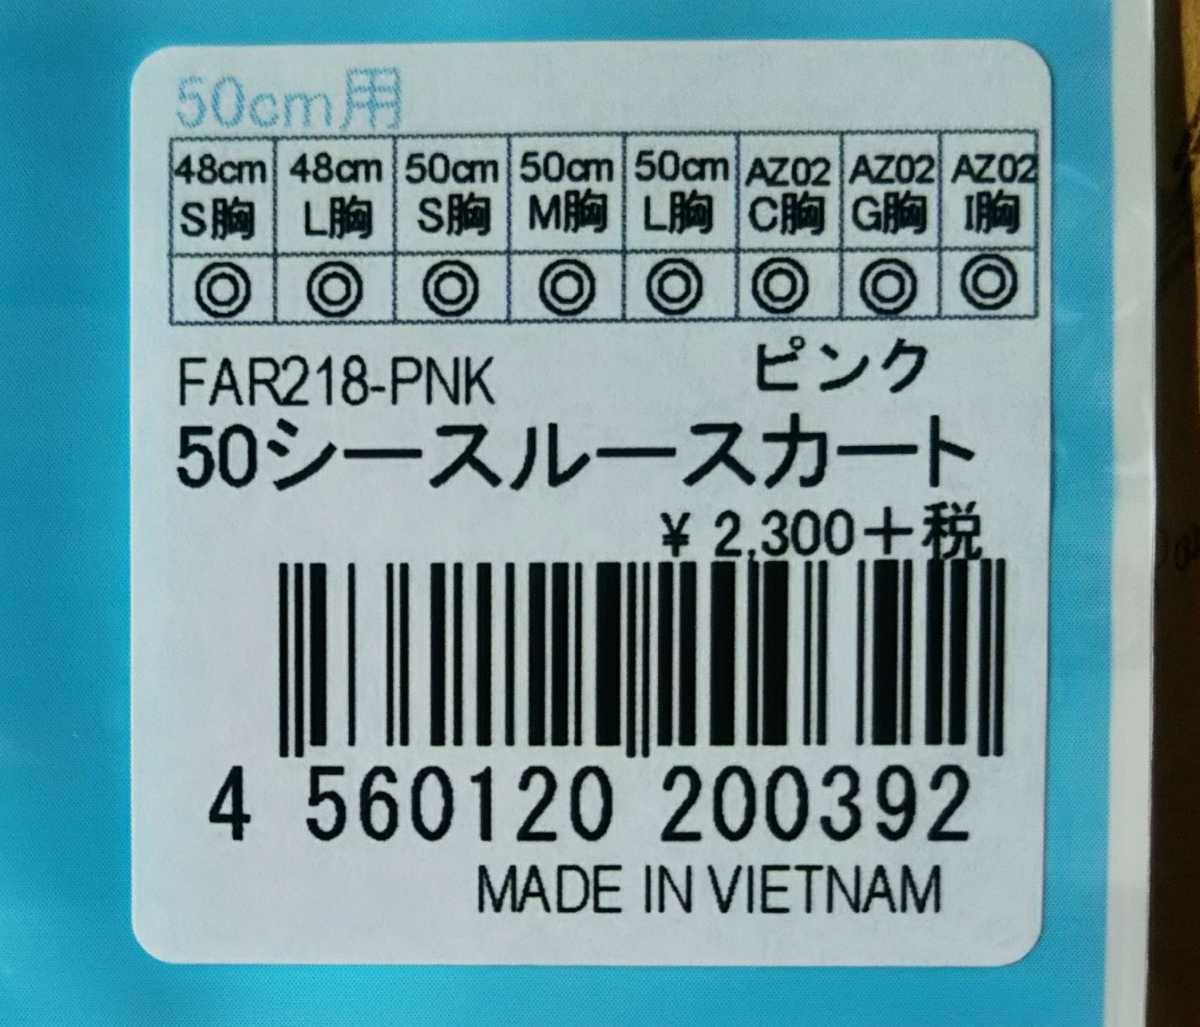 50cm用
48cm 48cm 50cm 50cm 50cm AZ02 AZ02 AZ02
S胸 L胸 S胸 M胸 L胸 C胸 G胸 I胸
◎ ◎ ◎ ◎ ◎ ◎ ◎ ◎
FAR218-PNK ピンク
50シースルースカート
¥ 2,300+税
4 560120 200392
MADE IN VIETNAM